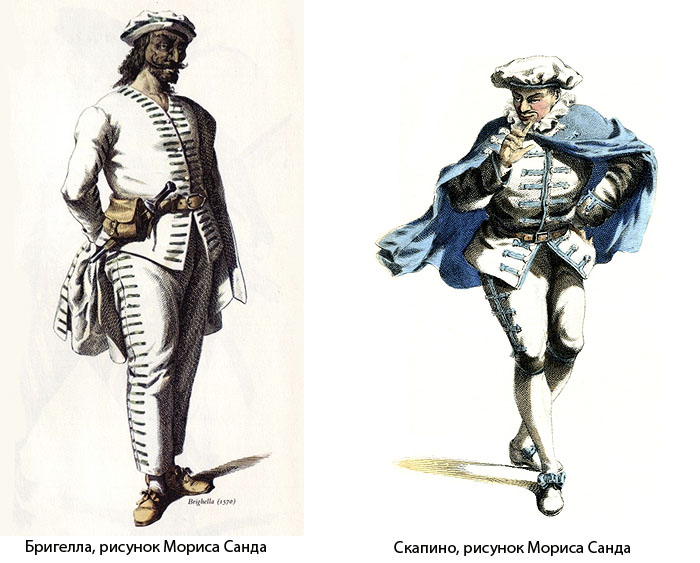 Brighella (1570)
Бригелла, рисунок Мориса Санда
Скапино, рисунок Мориса Санда